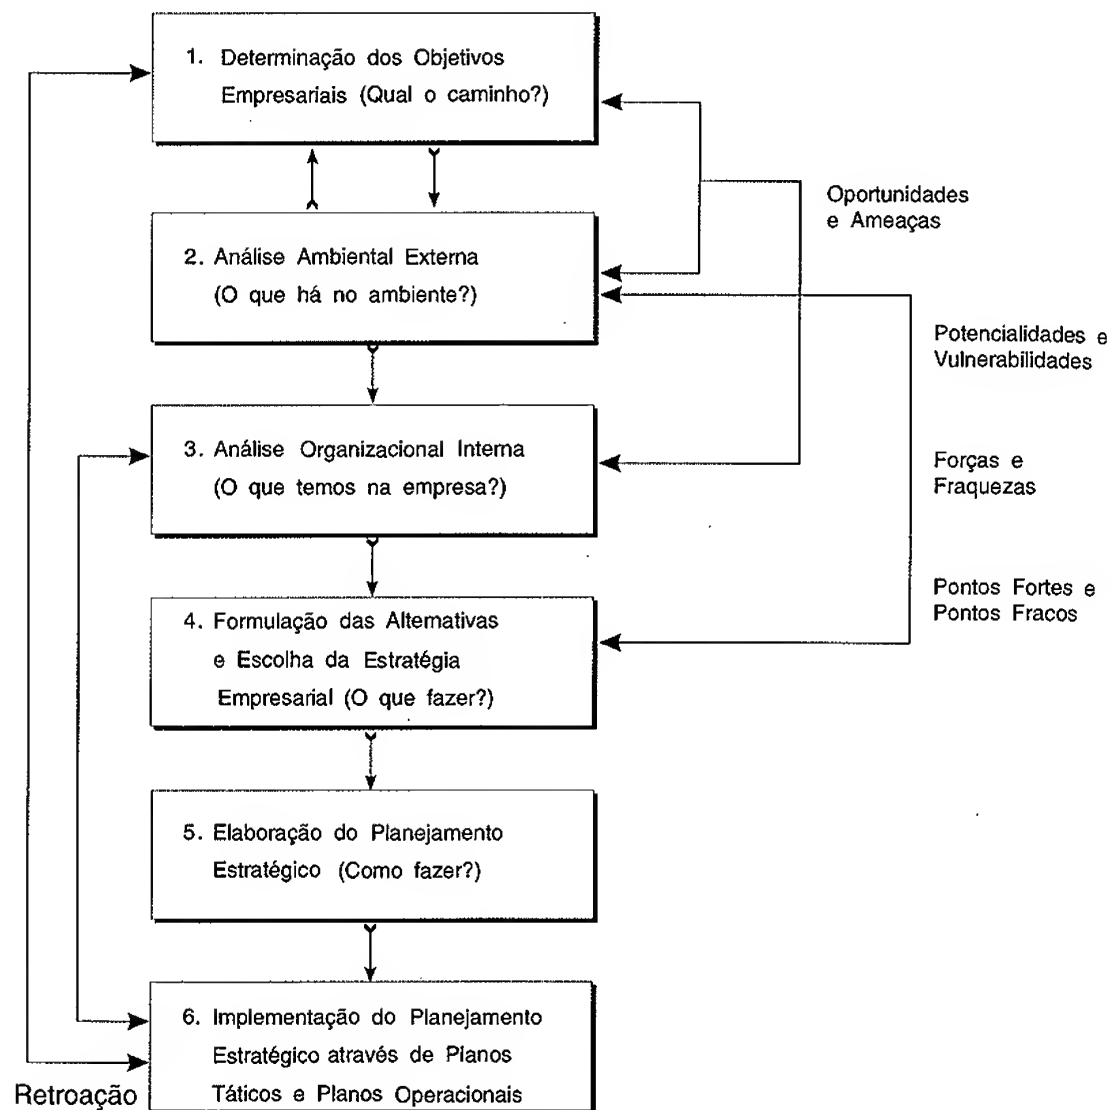 1. Determinação dos Objetivos
Empresariais (Qual o caminho?)
Oportunidades
e Ameaças
2. Análise Ambiental Externa
(O que há no ambiente?)
Potencialidades e
Vulnerabilidades
3. Análise Organizacional Interna
(O que temos na empresa?)
Forças e
Fraquezas
Pontos Fortes e
Pontos Fracos
4. Formulação das Alternativas
e Escolha da Estratégia
Empresarial (O que fazer?)
5. Elaboração do Planejamento
Estratégico (Como fazer?)
6. Implementação do Planejamento
Estratégico através de Planos
Táticos e Planos Operacionais
Retroação